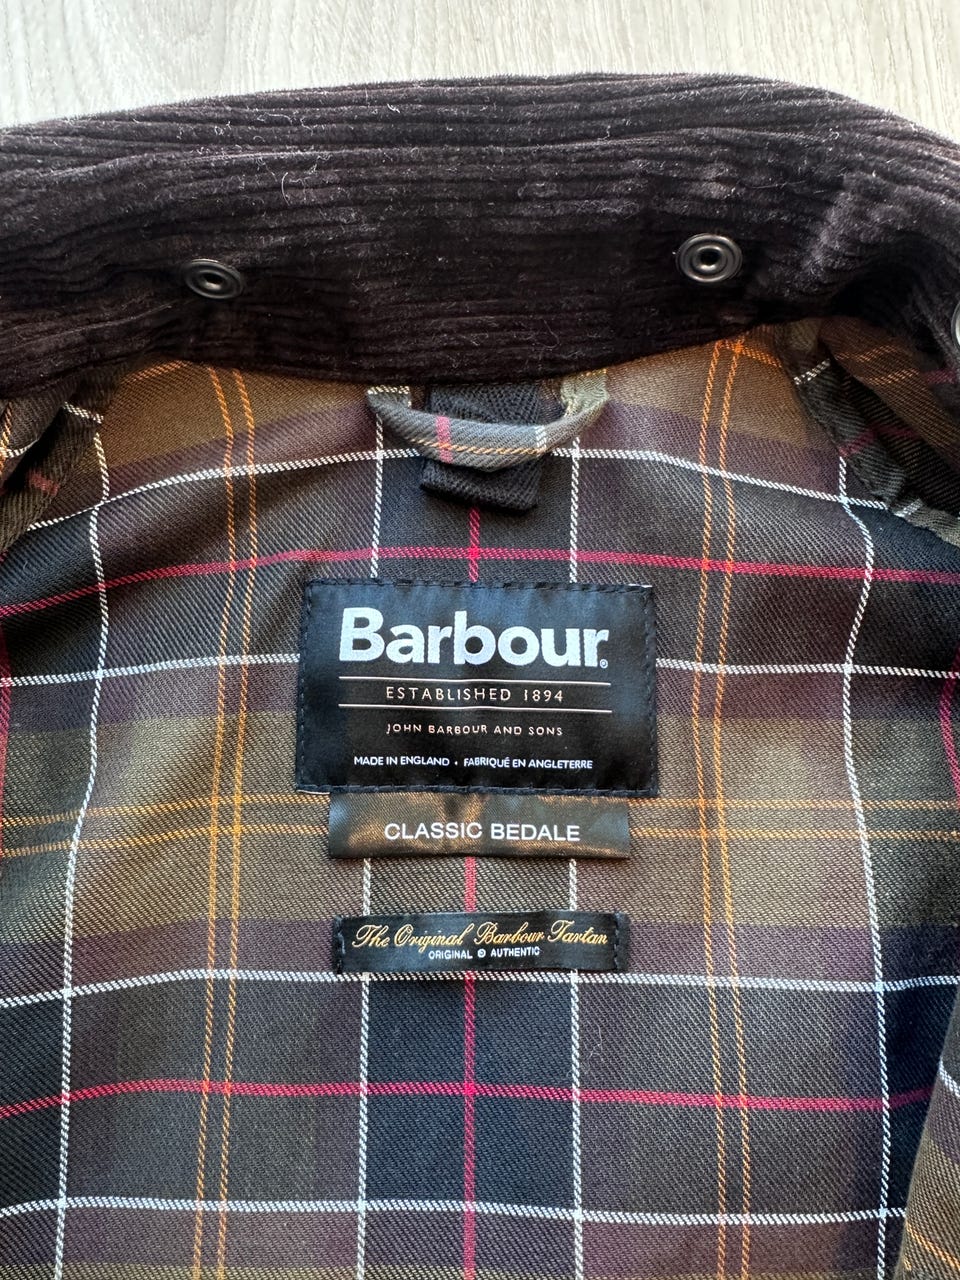 Barbour®
ESTABLISHED 1894
JOHN BARBOUR AND SONS
MADE IN ENGLAND • FABRIQUÉ EN ANGLETERRE
CLASSIC BEDALE
The Original Barbour Tartan
ORIGINAL © AUTHENTIC